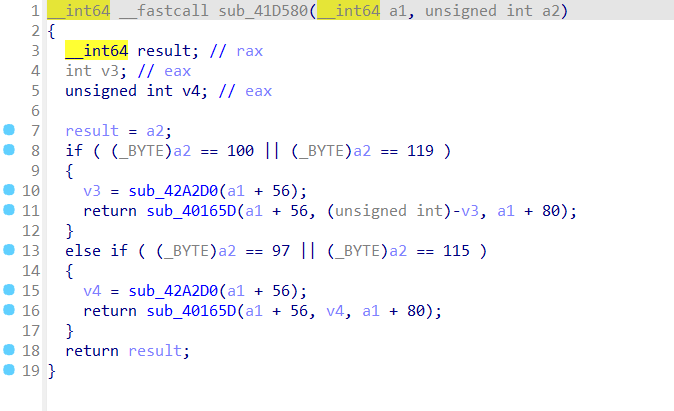 1 __int64 __fastcall sub_41D580(__int64 a1, unsigned int a2)
2 {
3 __int64 result; // rax
4 int v3; // eax
5 unsigned int v4; // eax
6
7 result = a2;
8 if ( (_BYTE)a2 == 100 || (_BYTE)a2 == 119 )
9 {
10 v3 = sub_42A2D0(a1 + 56);
11 return sub_40165D(a1 + 56, (unsigned int)-v3, a1 + 80);
12 }
13 else if ( (_BYTE)a2 == 97 || (_BYTE)a2 == 115 )
14 {
15 v4 = sub_42A2D0(a1 + 56);
16 return sub_40165D(a1 + 56, v4, a1 + 80);
17 }
18 return result;
19 }